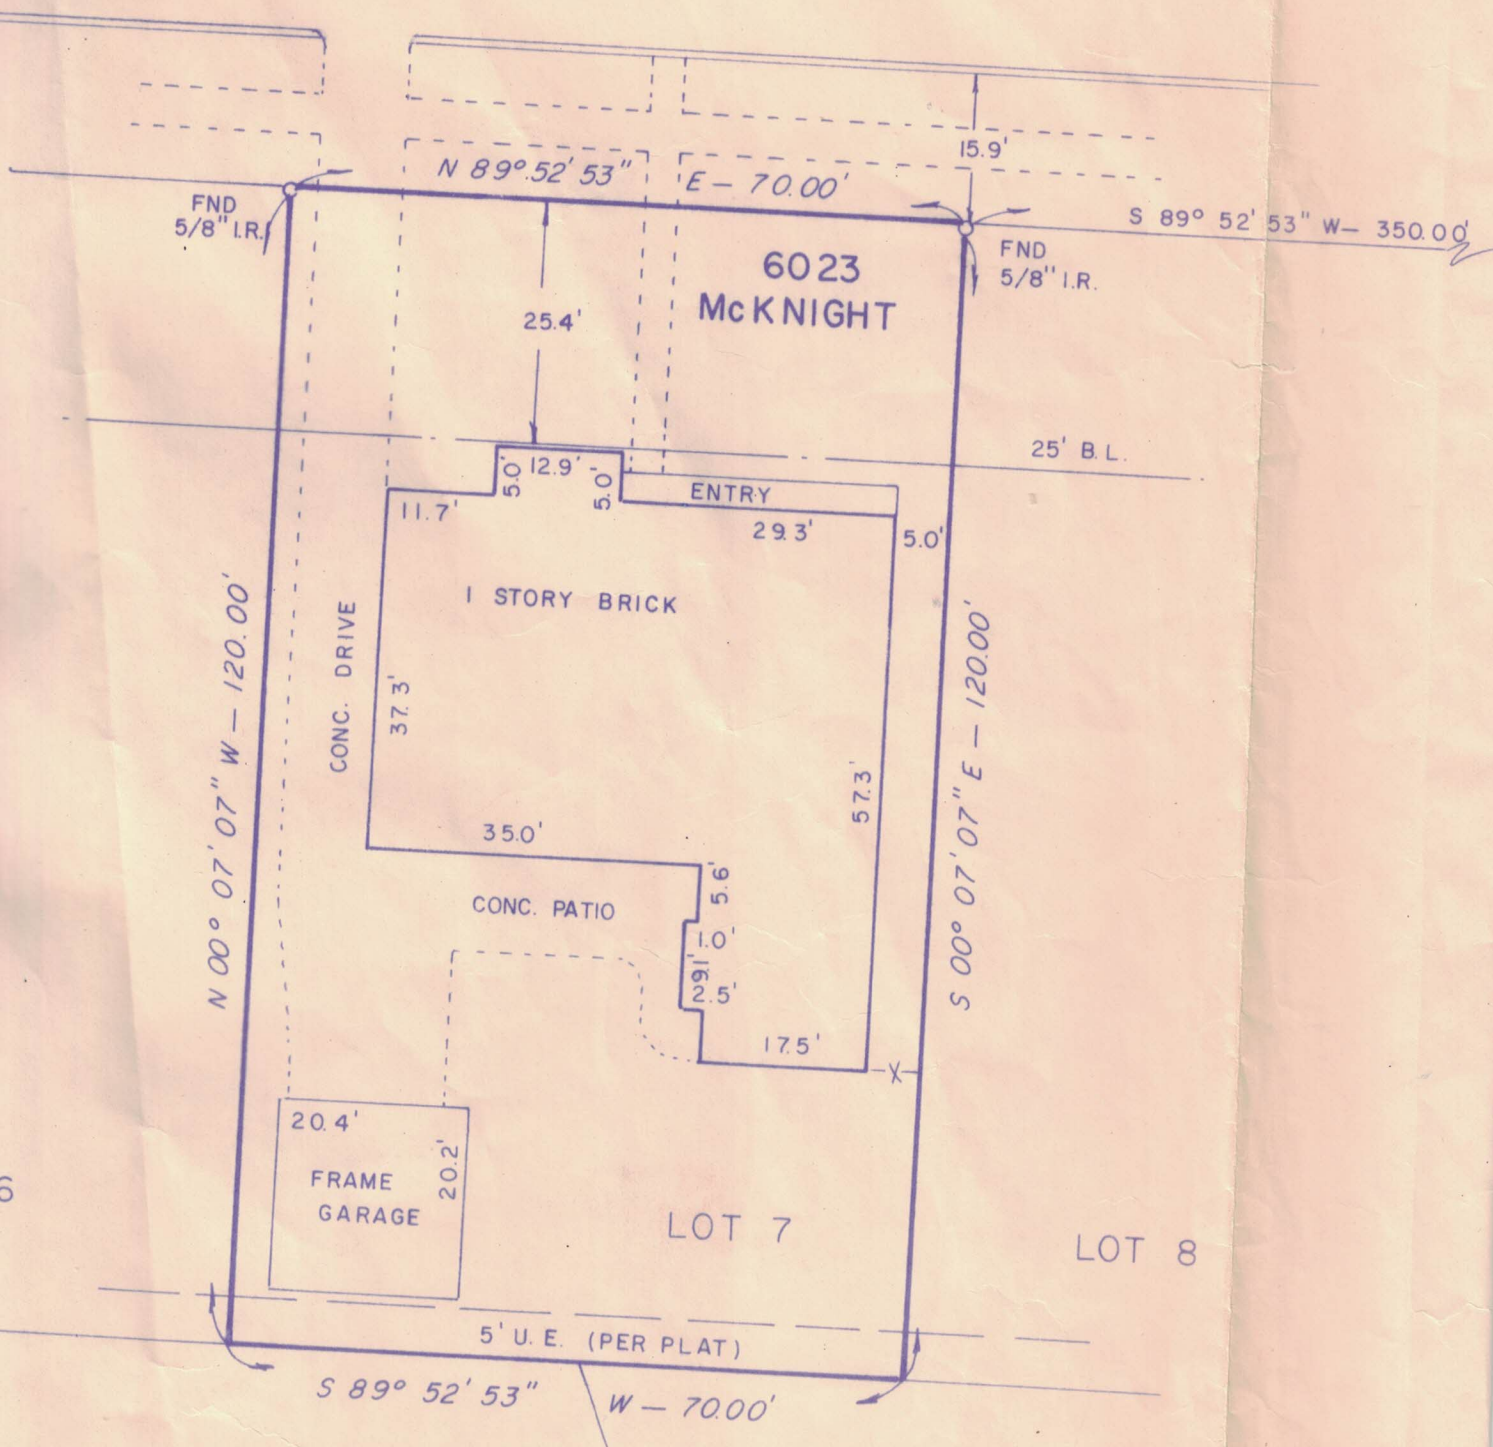 15.9'
N 89° 52' 53" E – 70.00'
FND
5/8" I.R.
S 89° 52' 53" W – 350.00'
FND
5/8" I.R.
6023
McKNIGHT
25.4'
25' B.L.
5.0'
12.9'
5.0'
ENTRY
11.7'
29.3'
5.0'
1 STORY BRICK
CONC. DRIVE
N 00° 07' 07" W – 120.00'
37.3'
S 00° 07' 07" E – 120.00'
57.3'
35.0'
5.6'
CONC. PATIO
1.0'
9.1'
2.5'
17.5'
X
20.4'
20.2'
FRAME
GARAGE
6
LOT 7
LOT 8
5' U.E. (PER PLAT)
S 89° 52' 53" W – 70.00'